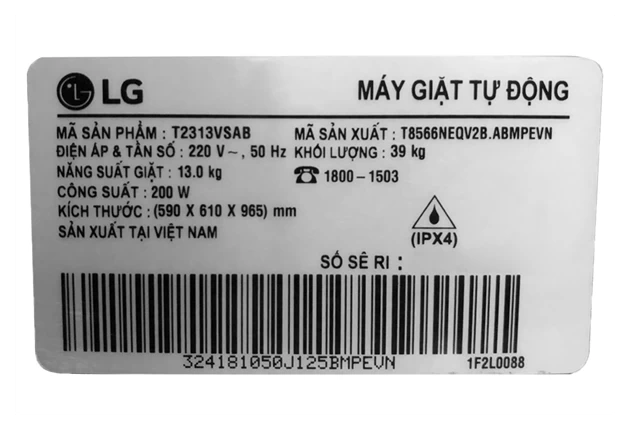 LG MÁY GIẶT TỰ ĐỘNG
MÃ SẢN PHẨM : T2313VSAB MÃ SẢN XUẤT : T8566NEQV2B.ABMPEVN
ĐIỆN ÁP & TẦN SỐ : 220 V~, 50 Hz KHỐI LƯỢNG : 39 kg
NĂNG SUẤT GIẶT : 13.0 kg ☎ 1800-1503
CÔNG SUẤT : 200 W
KÍCH THƯỚC : (590 X 610 X 965) mm
SẢN XUẤT TẠI VIỆT NAM
(IPX4)
SỐ SÊ RI :
324181050J125BMPEVN
1F2L0088